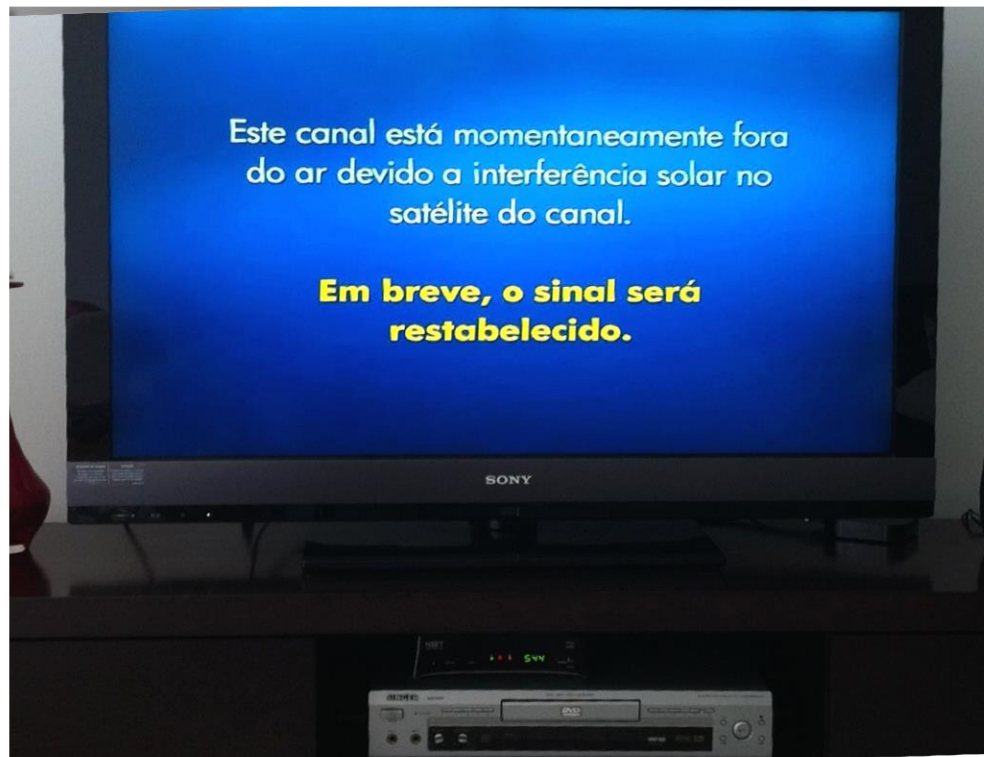 Este canal está momentaneamente fora
do ar devido a interferência solar no
satélite do canal.
Em breve, o sinal será
restabelecido.
SONY
544
SINGER
DVD